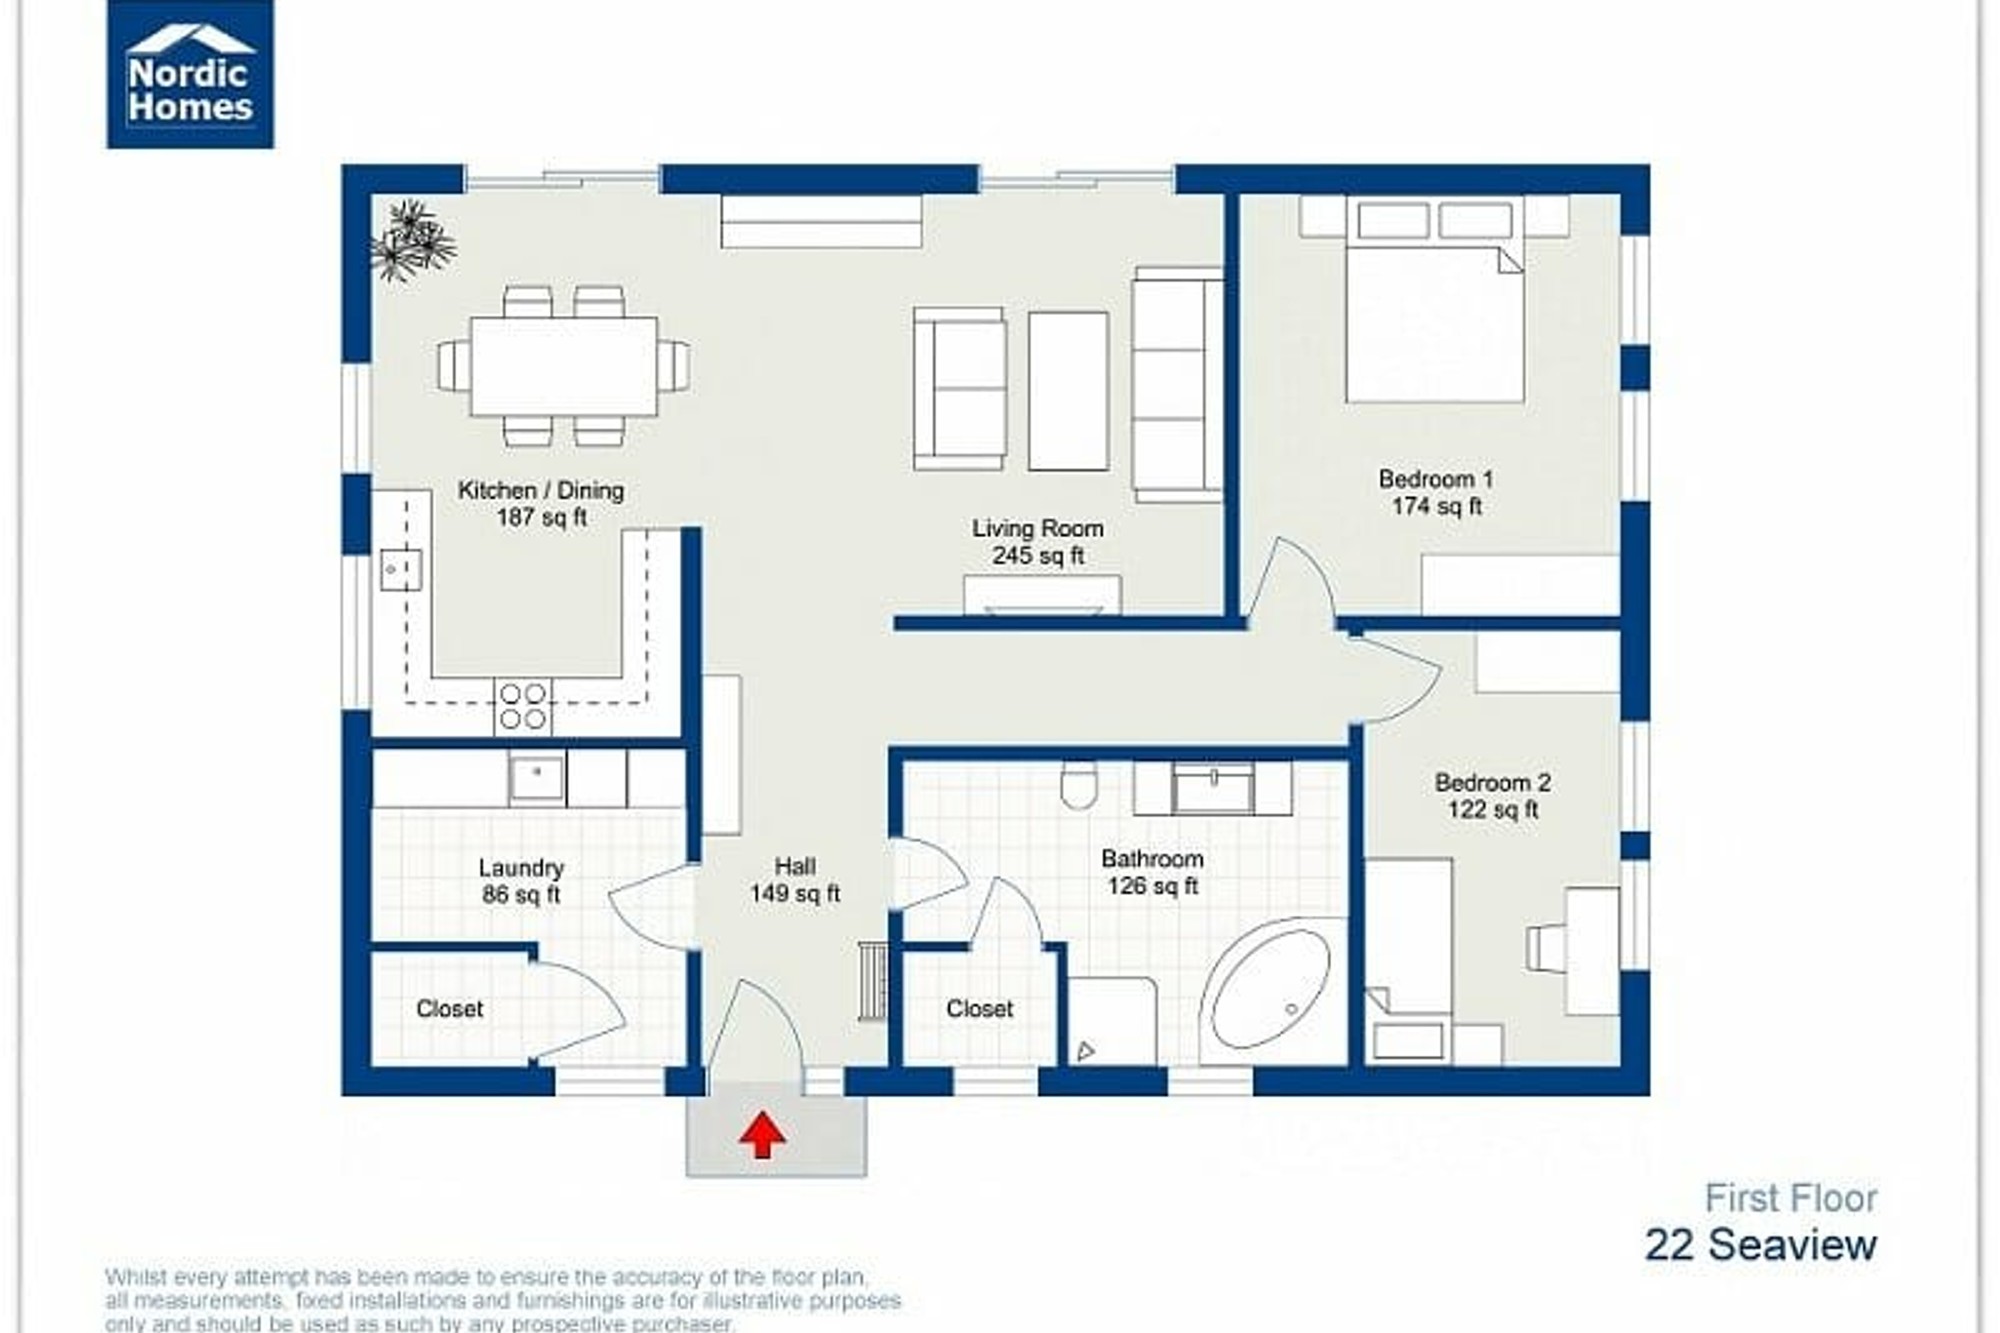 Nordic
Homes
Kitchen / Dining
187 sq ft
Living Room
245 sq ft
Bedroom 1
174 sq ft
Bedroom 2
122 sq ft
Laundry
86 sq ft
Hall
149 sq ft
Bathroom
126 sq ft
Closet
Closet
First Floor
22 Seaview
Whilst every attempt has been made to ensure the accuracy of the floor plan,
all measurements, fixed installations and furnishings are for illustrative purposes
only and should be used as such by any prospective purchaser.